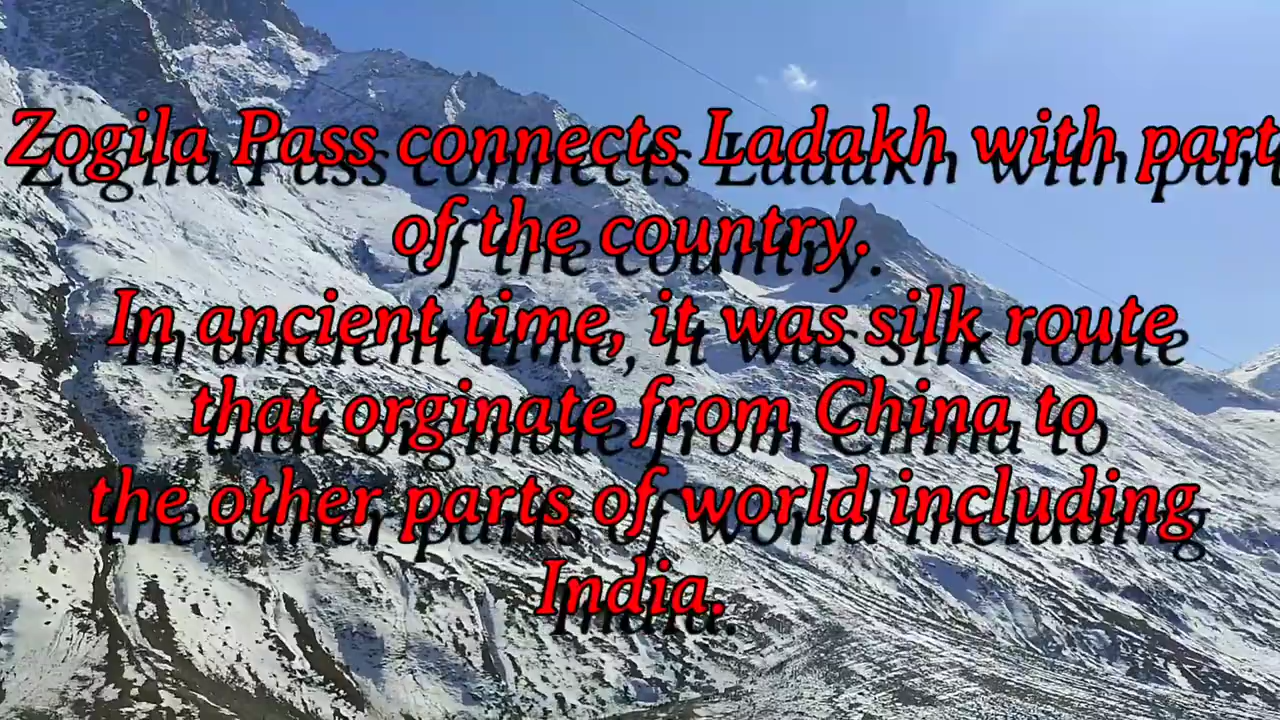 Zogila Pass connects Ladakh with part
of the country.
In ancient time, it was silk route
that orginate from China to
the other parts of world including
India.